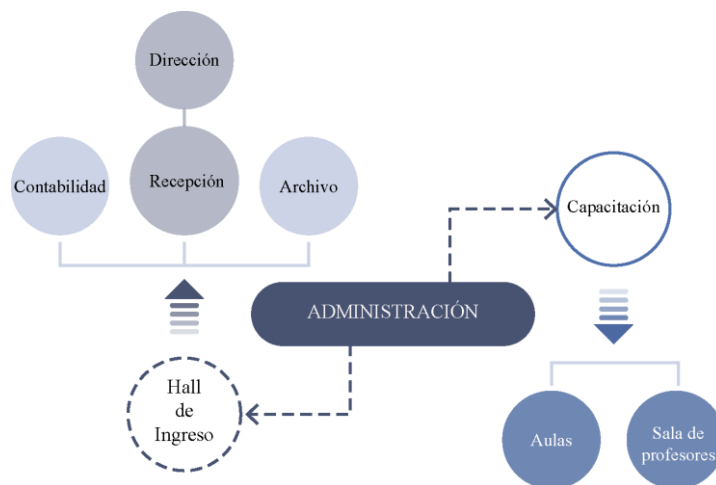 Dirección
Contabilidad
Recepción
Archivo
Capacitación
ADMINISTRACIÓN
Hall
de
Ingreso
Aulas
Sala de
profesores